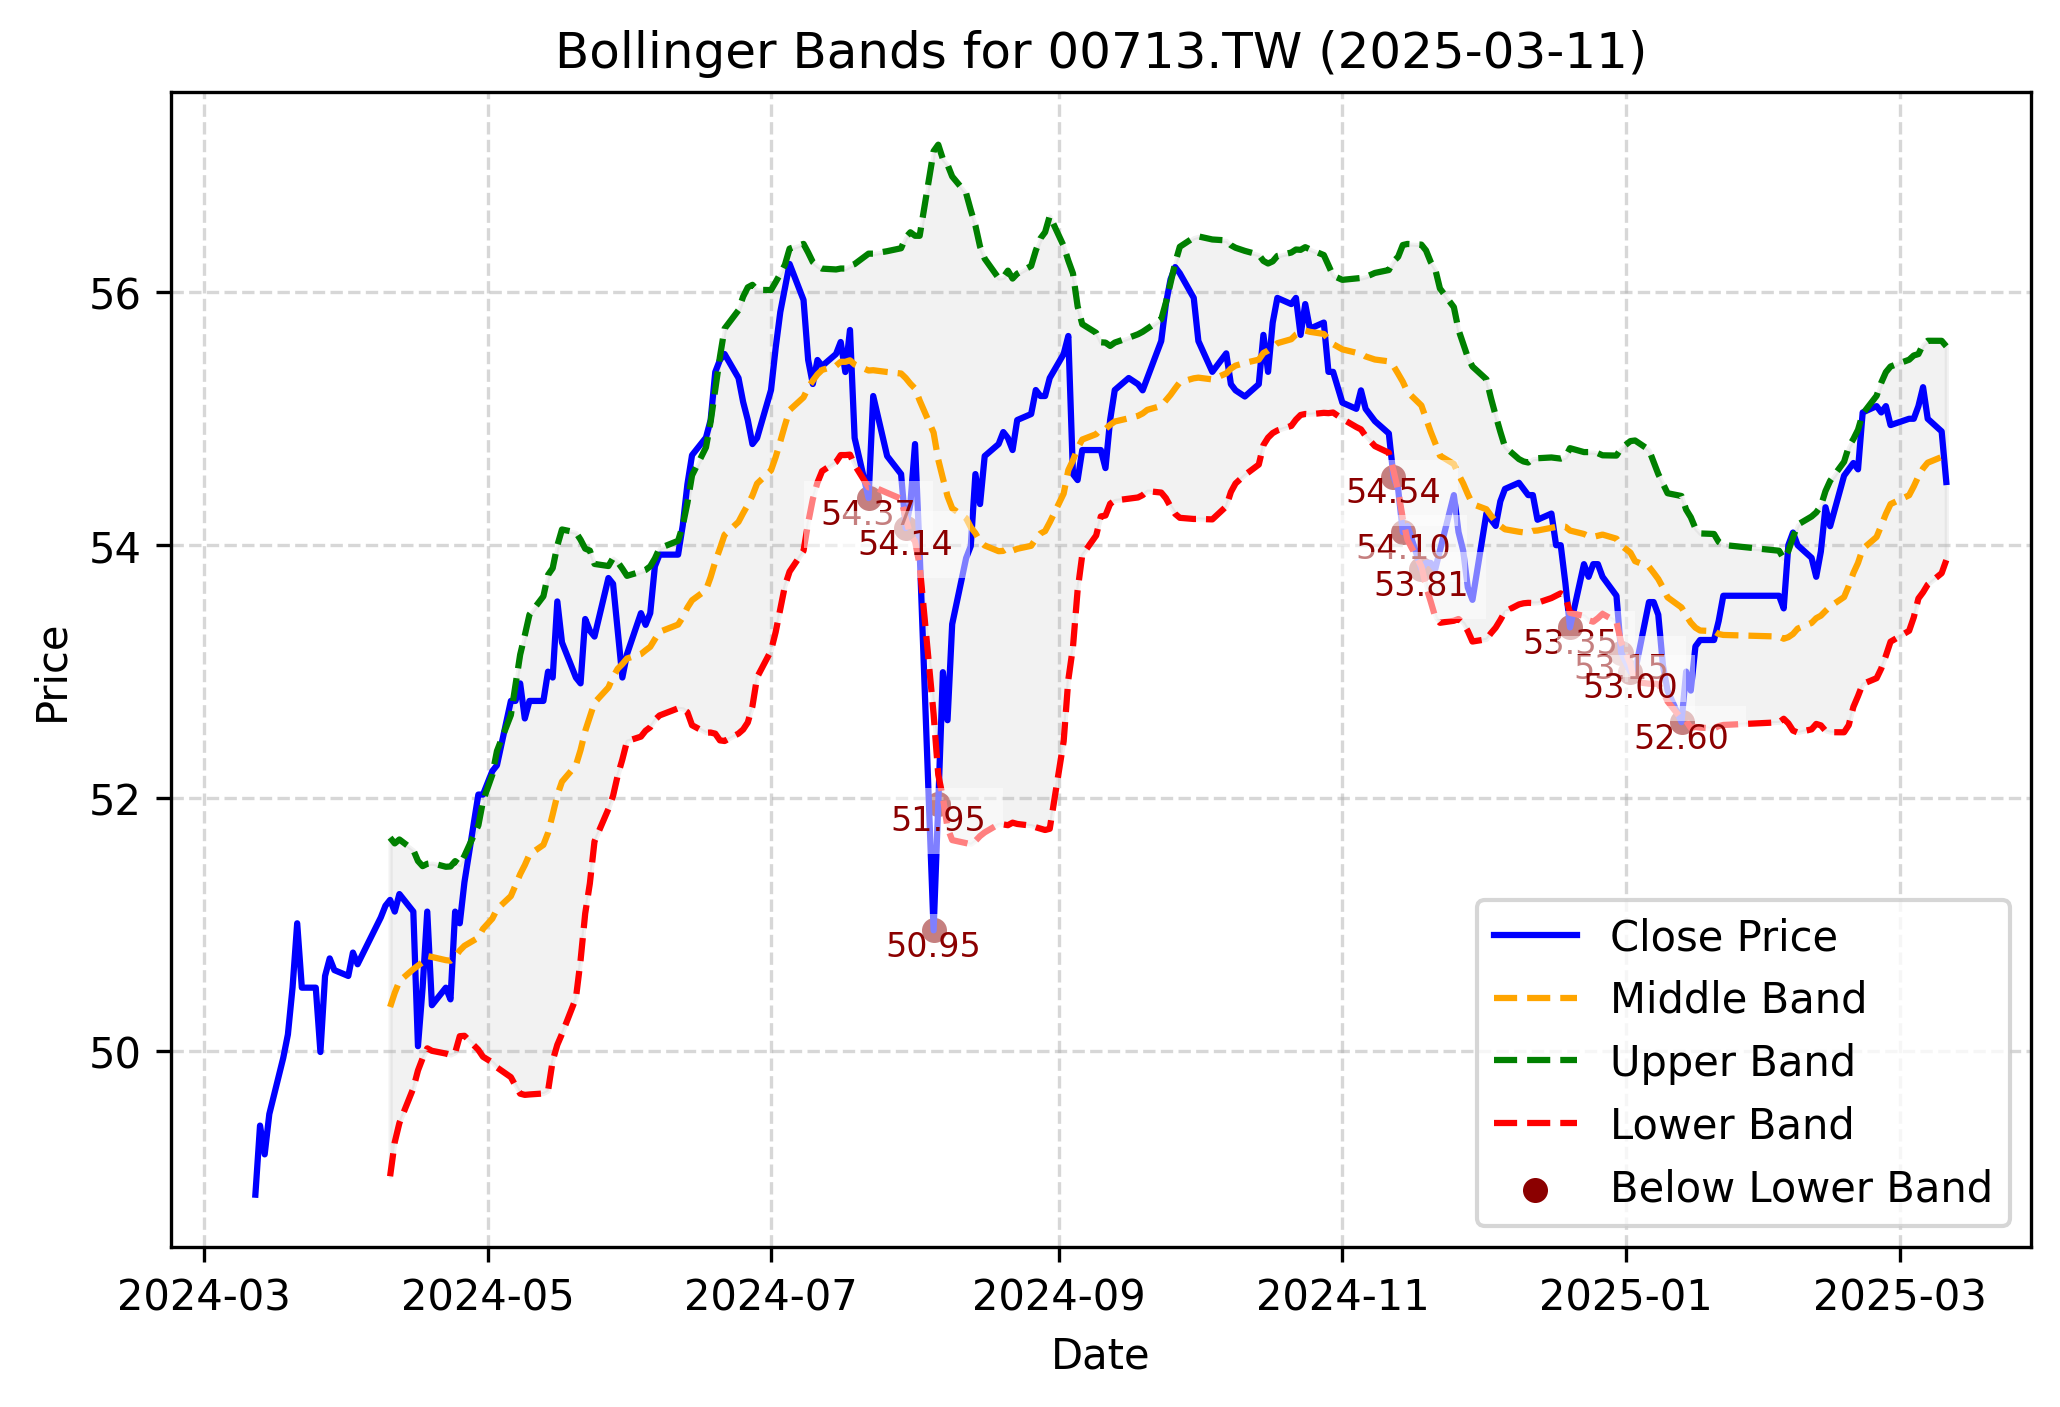 Bollinger Bands for 00713.TW (2025-03-11)
56
54
52
50
Price
54.37
54.14
51.95
50.95
54.54
54.10
53.81
53.35
53.15
53.00
52.60
Close Price
Middle Band
Upper Band
Lower Band
Below Lower Band
2024-03 2024-05 2024-07 2024-09 2024-11 2025-01 2025-03
Date